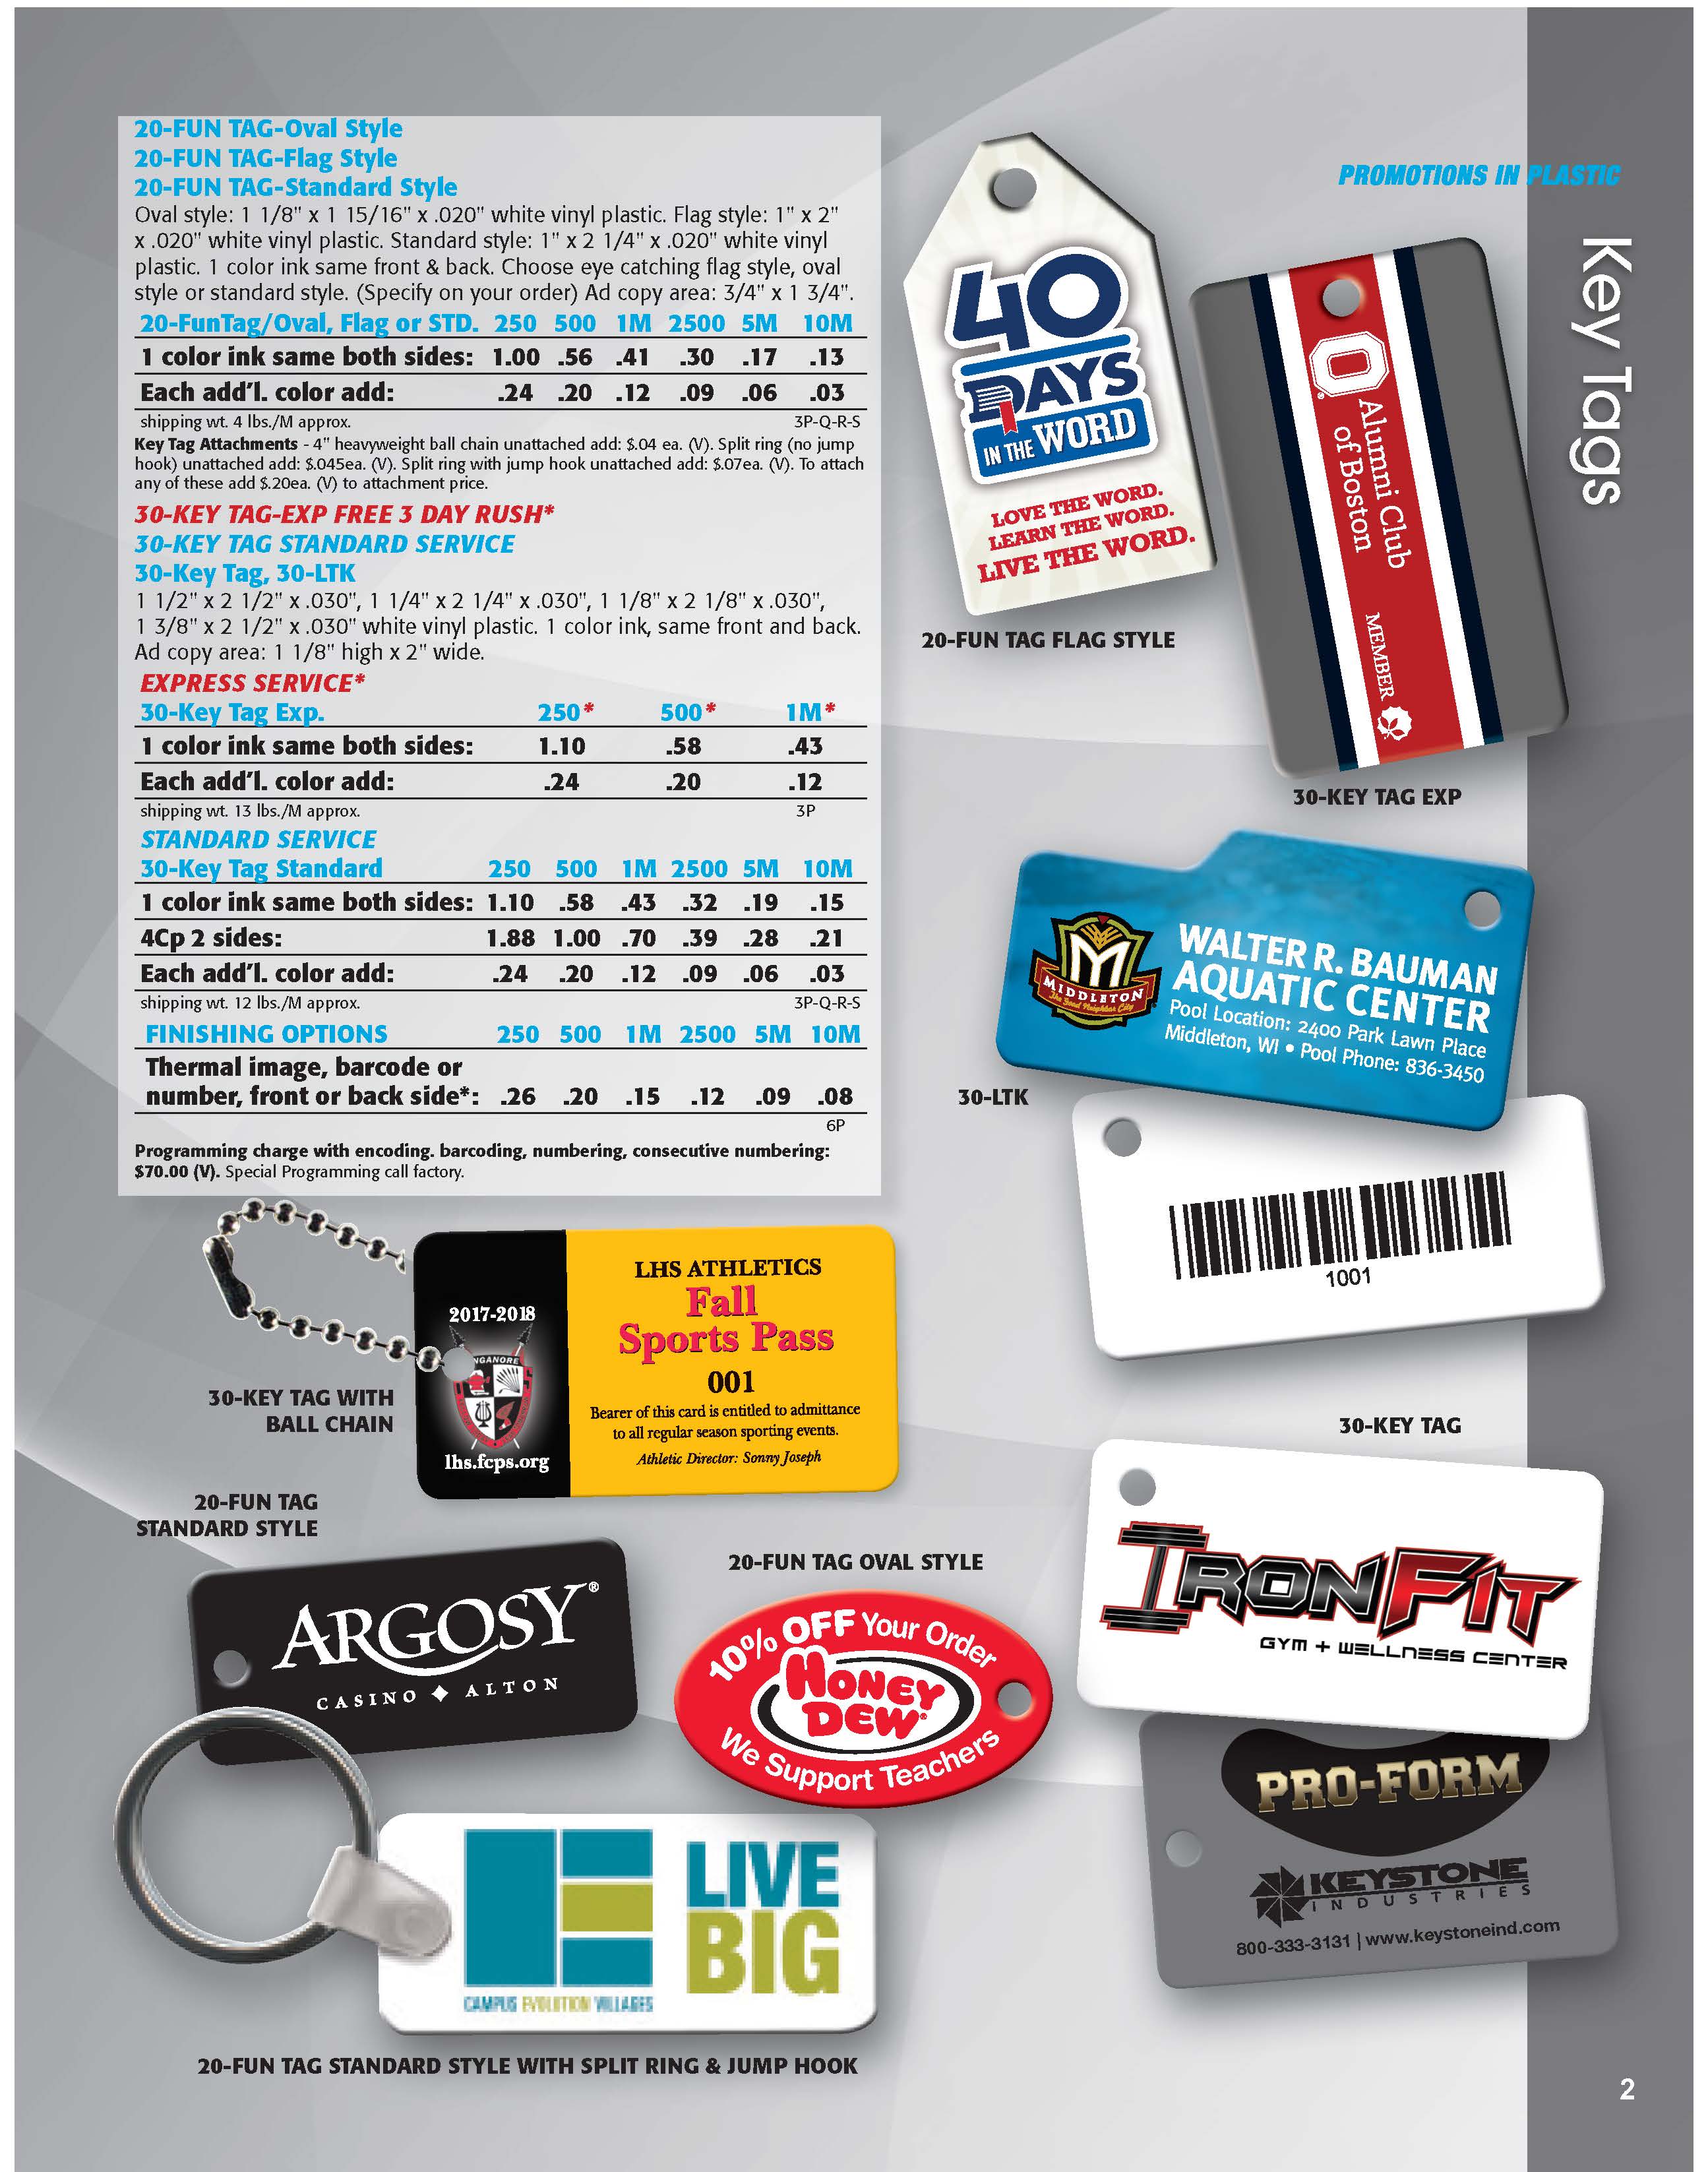 20-FUN TAG-Oval Style
20-FUN TAG-Flag Style
20-FUN TAG-Standard Style
Oval style: 1 1/8" x 1 15/16" x .020" white vinyl plastic. Flag style: 1" x 2"
x .020" white vinyl plastic. Standard style: 1" x 2 1/4" x .020" white vinyl
plastic. 1 color ink same front & back. Choose eye catching flag style, oval
style or standard style. (Specify on your order) Ad copy area: 3/4" x 1 3/4".
20-FunTag/Oval, Flag or STD. 250 500 1M 2500 5M 10M
1 color ink same both sides: 1.00 .56 .41 .30 .17 .13
Each add'l. color add: .24 .20 .12 .09 .06 .03
shipping wt. 4 lbs./M approx. 3P-Q-R-S
Key Tag Attachments - 4" heavyweight ball chain unattached add: $.04 ea. (V). Split ring (no jump
hook) unattached add: $.045ea. (V). Split ring with jump hook unattached add: $.07ea. (V). To attach
any of these add $.20ea. (V) to attachment price.
30-KEY TAG-EXP FREE 3 DAY RUSH*
30-KEY TAG STANDARD SERVICE
30-Key Tag, 30-LTK
1 1/2" x 2 1/2" x .030", 1 1/4" x 2 1/4" x .030", 1 1/8" x 2 1/8" x .030",
1 3/8" x 2 1/2" x .030" white vinyl plastic. 1 color ink, same front and back.
Ad copy area: 1 1/8" high x 2" wide.
EXPRESS SERVICE*
30-Key Tag Exp. 250* 500* 1M*
1 color ink same both sides: 1.10 .58 .43
Each add'l. color add: .24 .20 .12
shipping wt. 13 lbs./M approx. 3P
STANDARD SERVICE
30-Key Tag Standard 250 500 1M 2500 5M 10M
1 color ink same both sides: 1.10 .58 .43 .32 .19 .15
4Cp 2 sides: 1.88 1.00 .70 .39 .28 .21
Each add'l. color add: .24 .20 .12 .09 .06 .03
shipping wt. 12 lbs./M approx. 3P-Q-R-S
FINISHING OPTIONS 250 500 1M 2500 5M 10M
Thermal image, barcode or
number, front or back side*: .26 .20 .15 .12 .09 .08
6P
Programming charge with encoding. barcoding, numbering, consecutive numbering:
$70.00 (V). Special Programming call factory.
PROMOTIONS IN PLASTIC
Key Tags
40
DAYS
IN THE WORD
LOVE THE WORD.
LEARN THE WORD.
LIVE THE WORD.
20-FUN TAG FLAG STYLE
O
Alumni Club
of Boston
MEMBER
30-KEY TAG EXP
M
MIDDLETON
The Good Neighbor City
WALTER R. BAUMAN
AQUATIC CENTER
Pool Location: 2400 Park Lawn Place
Middleton, WI • Pool Phone: 836-3450
30-LTK
1001
2017-2018
lhs.fcps.org
LHS ATHLETICS
Fall
Sports Pass
001
Bearer of this card is entitled to admittance
to all regular season sporting events.
Athletic Director: Sonny Joseph
30-KEY TAG WITH
BALL CHAIN
30-KEY TAG
IRONFIT
GYM + WELLNESS CENTER
20-FUN TAG
STANDARD STYLE
ARGOSY®
CASINO ♦ ALTON
20-FUN TAG OVAL STYLE
10% OFF Your Order
HONEY
DEW®
We Support Teachers
PRO-FORM
KEYSTONE
INDUSTRIES
800-333-3131 | www.keystoneind.com
LIVE
BIG
CAMPUS EVOLUTION VILLAGES
20-FUN TAG STANDARD STYLE WITH SPLIT RING & JUMP HOOK
2